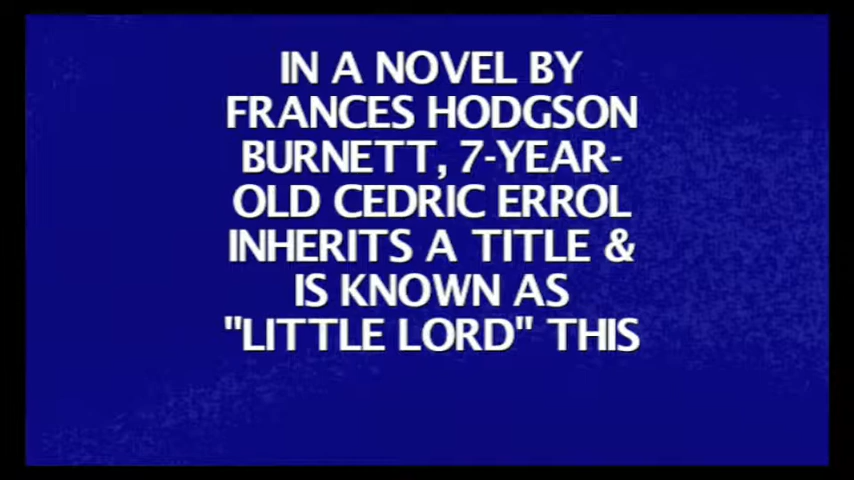 IN A NOVEL BY
FRANCES HODGSON
BURNETT, 7-YEAR-
OLD CEDRIC ERROL
INHERITS A TITLE &
IS KNOWN AS
"LITTLE LORD" THIS